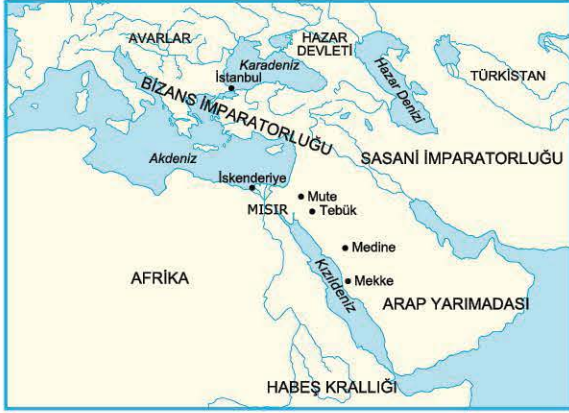 AVARLAR
HAZAR
DEVLETİ
Karadeniz
İstanbul
Hazar Denizi
TÜRKİSTAN
BİZANS İMPARATORLUĞU
SASANİ İMPARATORLUĞU
Akdeniz
İskenderiye
Mute
MISIR
Tebük
Medine
AFRİKA
Kızıldeniz
Mekke
ARAP YARIMADASI
HABEŞ KRALLIĞI